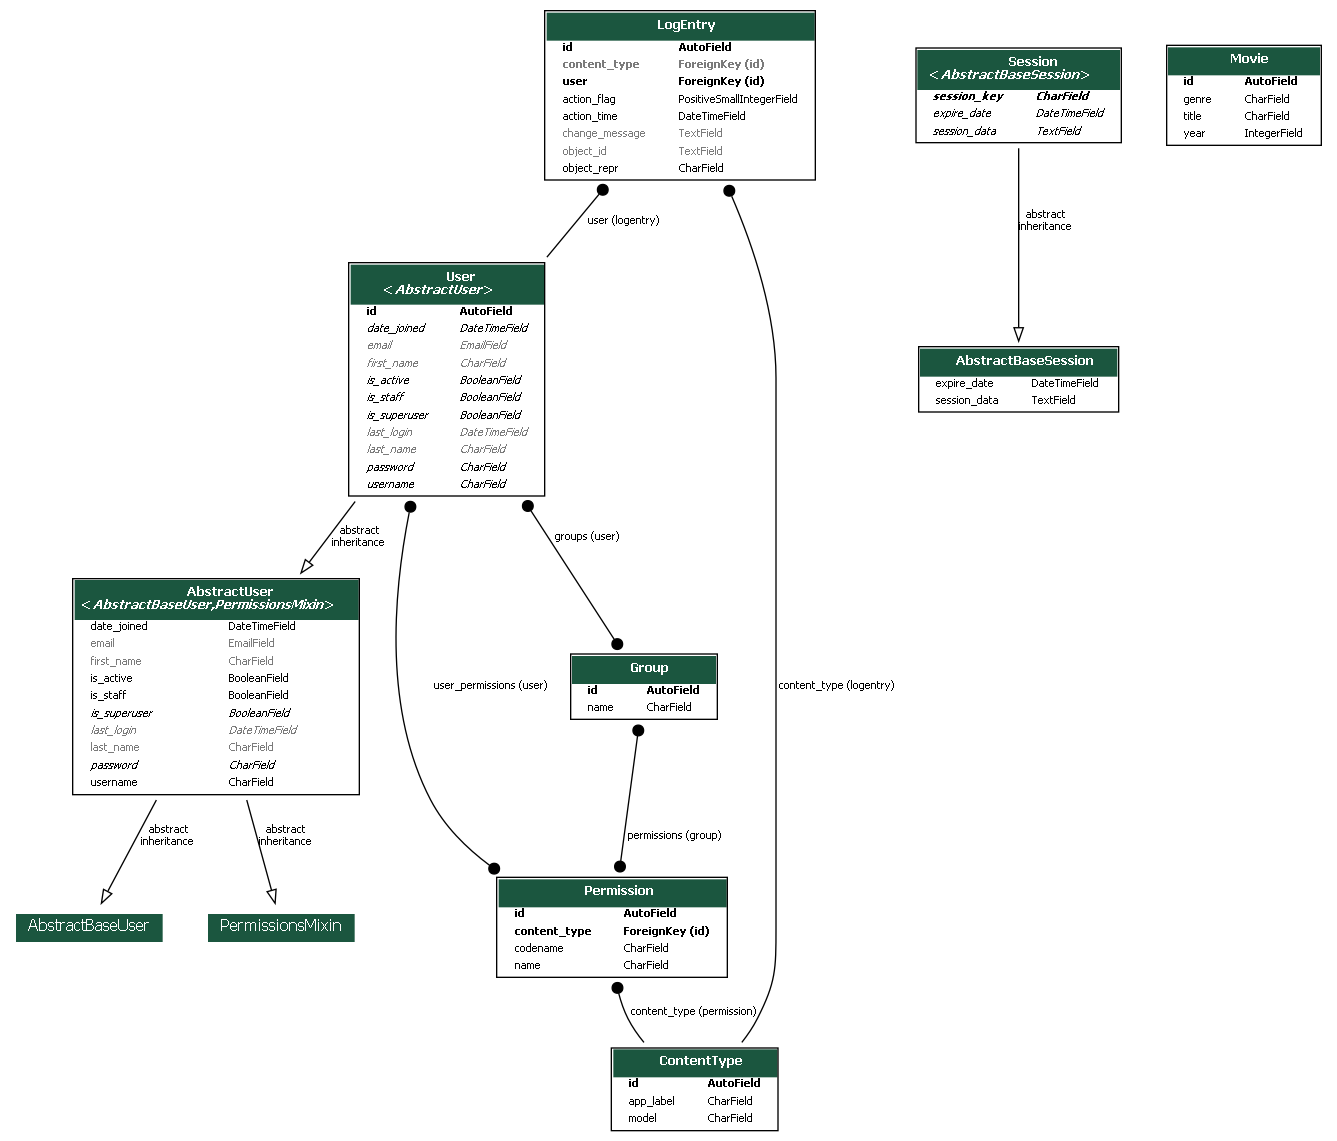 LogEntry
id AutoField
content_type ForeignKey (id)
user ForeignKey (id)
action_flag PositiveSmallIntegerField
action_time DateTimeField
change_message TextField
object_id TextField
object_repr CharField
Session
<AbstractBaseSession>
session_key CharField
expire_date DateTimeField
session_data TextField
Movie
id AutoField
genre CharField
title CharField
year IntegerField
user (logentry)
abstract
inheritance
User
<AbstractUser>
id AutoField
date_joined DateTimeField
email EmailField
first_name CharField
is_active BooleanField
is_staff BooleanField
is_superuser BooleanField
last_login DateTimeField
last_name CharField
password CharField
username CharField
AbstractBaseSession
expire_date DateTimeField
session_data TextField
abstract
inheritance
groups (user)
AbstractUser
<AbstractBaseUser,PermissionsMixin>
date_joined DateTimeField
email EmailField
first_name CharField
is_active BooleanField
is_staff BooleanField
is_superuser BooleanField
last_login DateTimeField
last_name CharField
password CharField
username CharField
user_permissions (user)
Group
id AutoField
name CharField
content_type (logentry)
abstract
inheritance
abstract
inheritance
permissions (group)
AbstractBaseUser
PermissionsMixin
Permission
id AutoField
content_type ForeignKey (id)
codename CharField
name CharField
content_type (permission)
ContentType
id AutoField
app_label CharField
model CharField